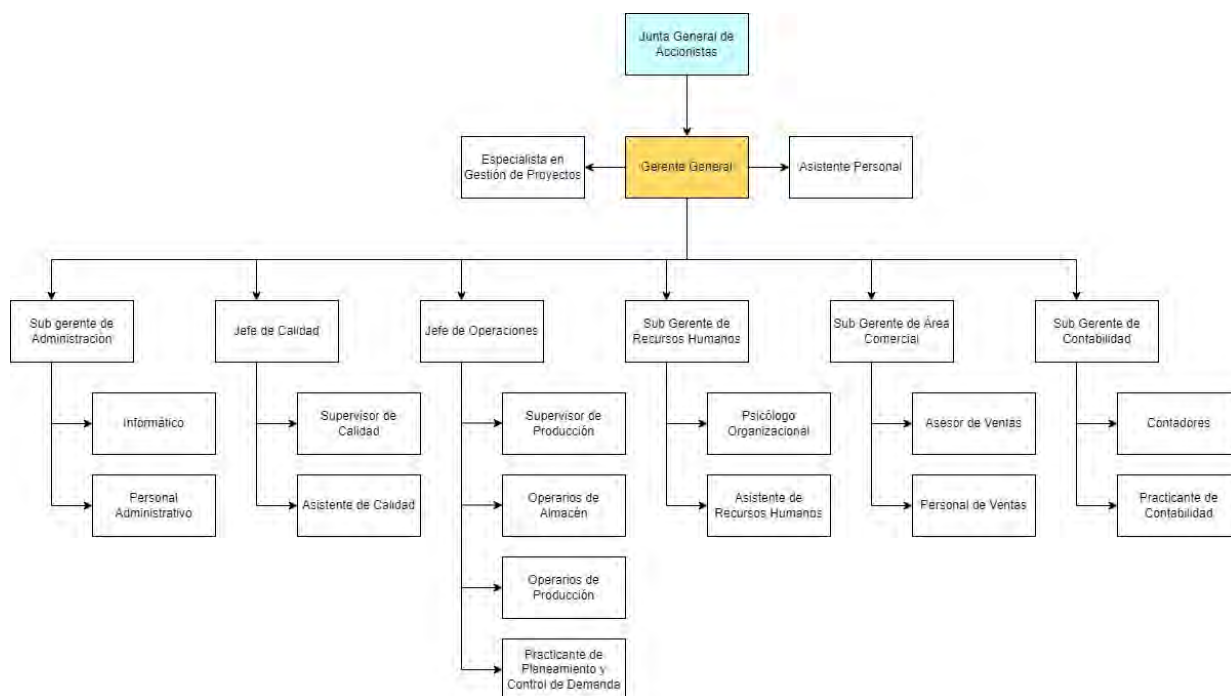 Junta General de
Accionistas
Especialista en
Gestión de Proyectos
Gerente General
Asistente Personal
Sub gerente de
Administración
Jefe de Calidad
Jefe de Operaciones
Sub Gerente de
Recursos Humanos
Sub Gerente de Área
Comercial
Sub Gerente de
Contabilidad
Informático
Supervisor de
Calidad
Supervisor de
Producción
Psicólogo
Organizacional
Asesor de Ventas
Contadores
Personal
Administrativo
Asistente de Calidad
Operarios de
Almacén
Asistente de
Recursos Humanos
Personal de Ventas
Practicante de
Contabilidad
Operarios de
Producción
Practicante de
Planeamiento y
Control de Demanda